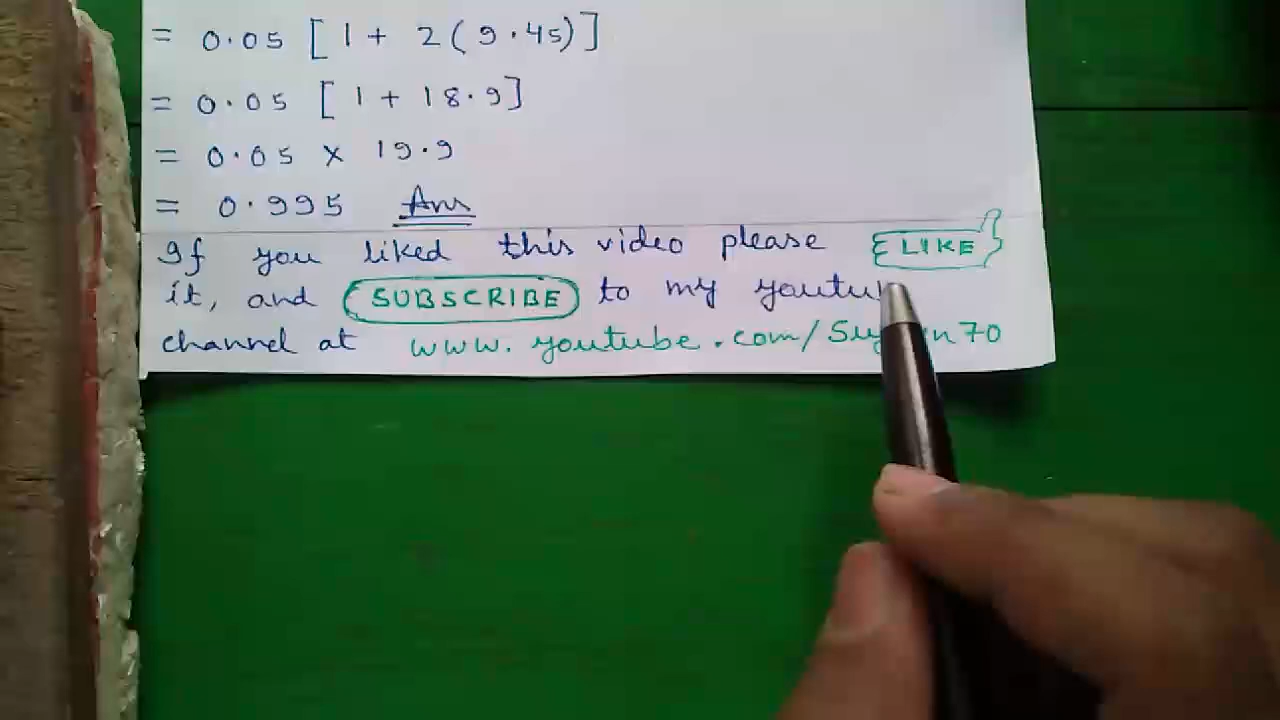 = 0.05 [ 1 + 2 ( 9.45 ) ]
= 0.05 [ 1 + 18.9 ]
= 0.05 × 19.9
= 0.995 Ans
If you liked this video please LIKE
it, and SUBSCRIBE to my
channel at www.youtube.com/